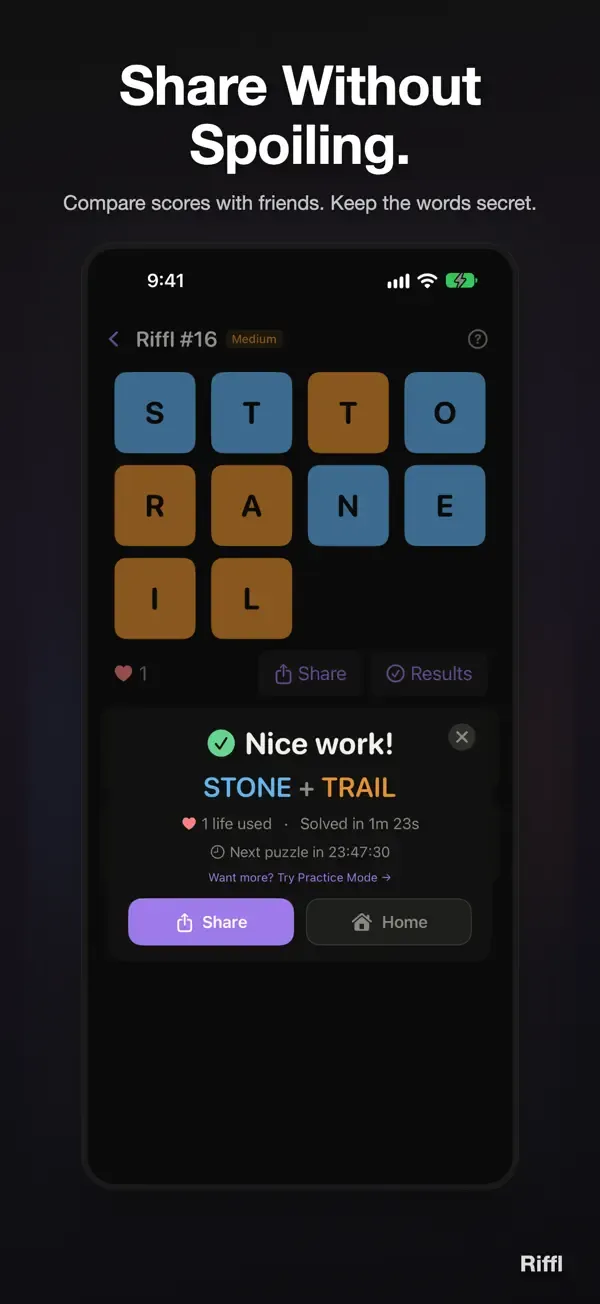 Share Without
Spoiling.
Compare scores with friends. Keep the words secret.
9:41
Riffl #16 Medium ?
S T T O
R A N E
I L
1 Share Results
Nice work!
STONE + TRAIL
1 life used · Solved in 1m 23s
Next puzzle in 23:47:30
Want more? Try Practice Mode →
Share Home
Riffl